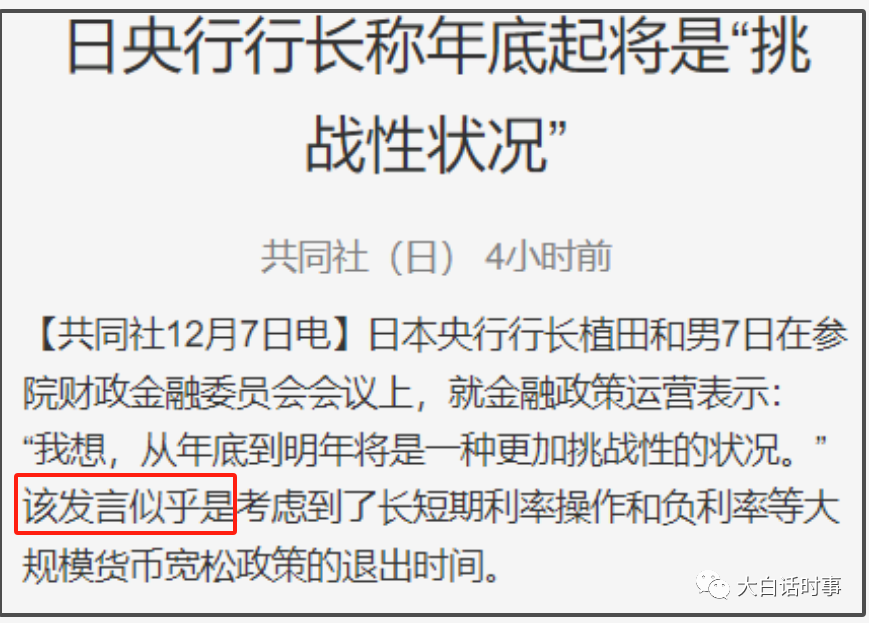 日央行行长称年底起将是“挑
战性状况”
共同社（日） 4小时前
【共同社12月7日电】日本央行行长植田和男7日在参
院财政金融委员会会议上，就金融政策运营表示：
“我想，从年底到明年将是一种更加挑战性的状况。”
该发言似乎是考虑到了长短期利率操作和负利率等大
规模货币宽松政策的退出时间。
大白话时事